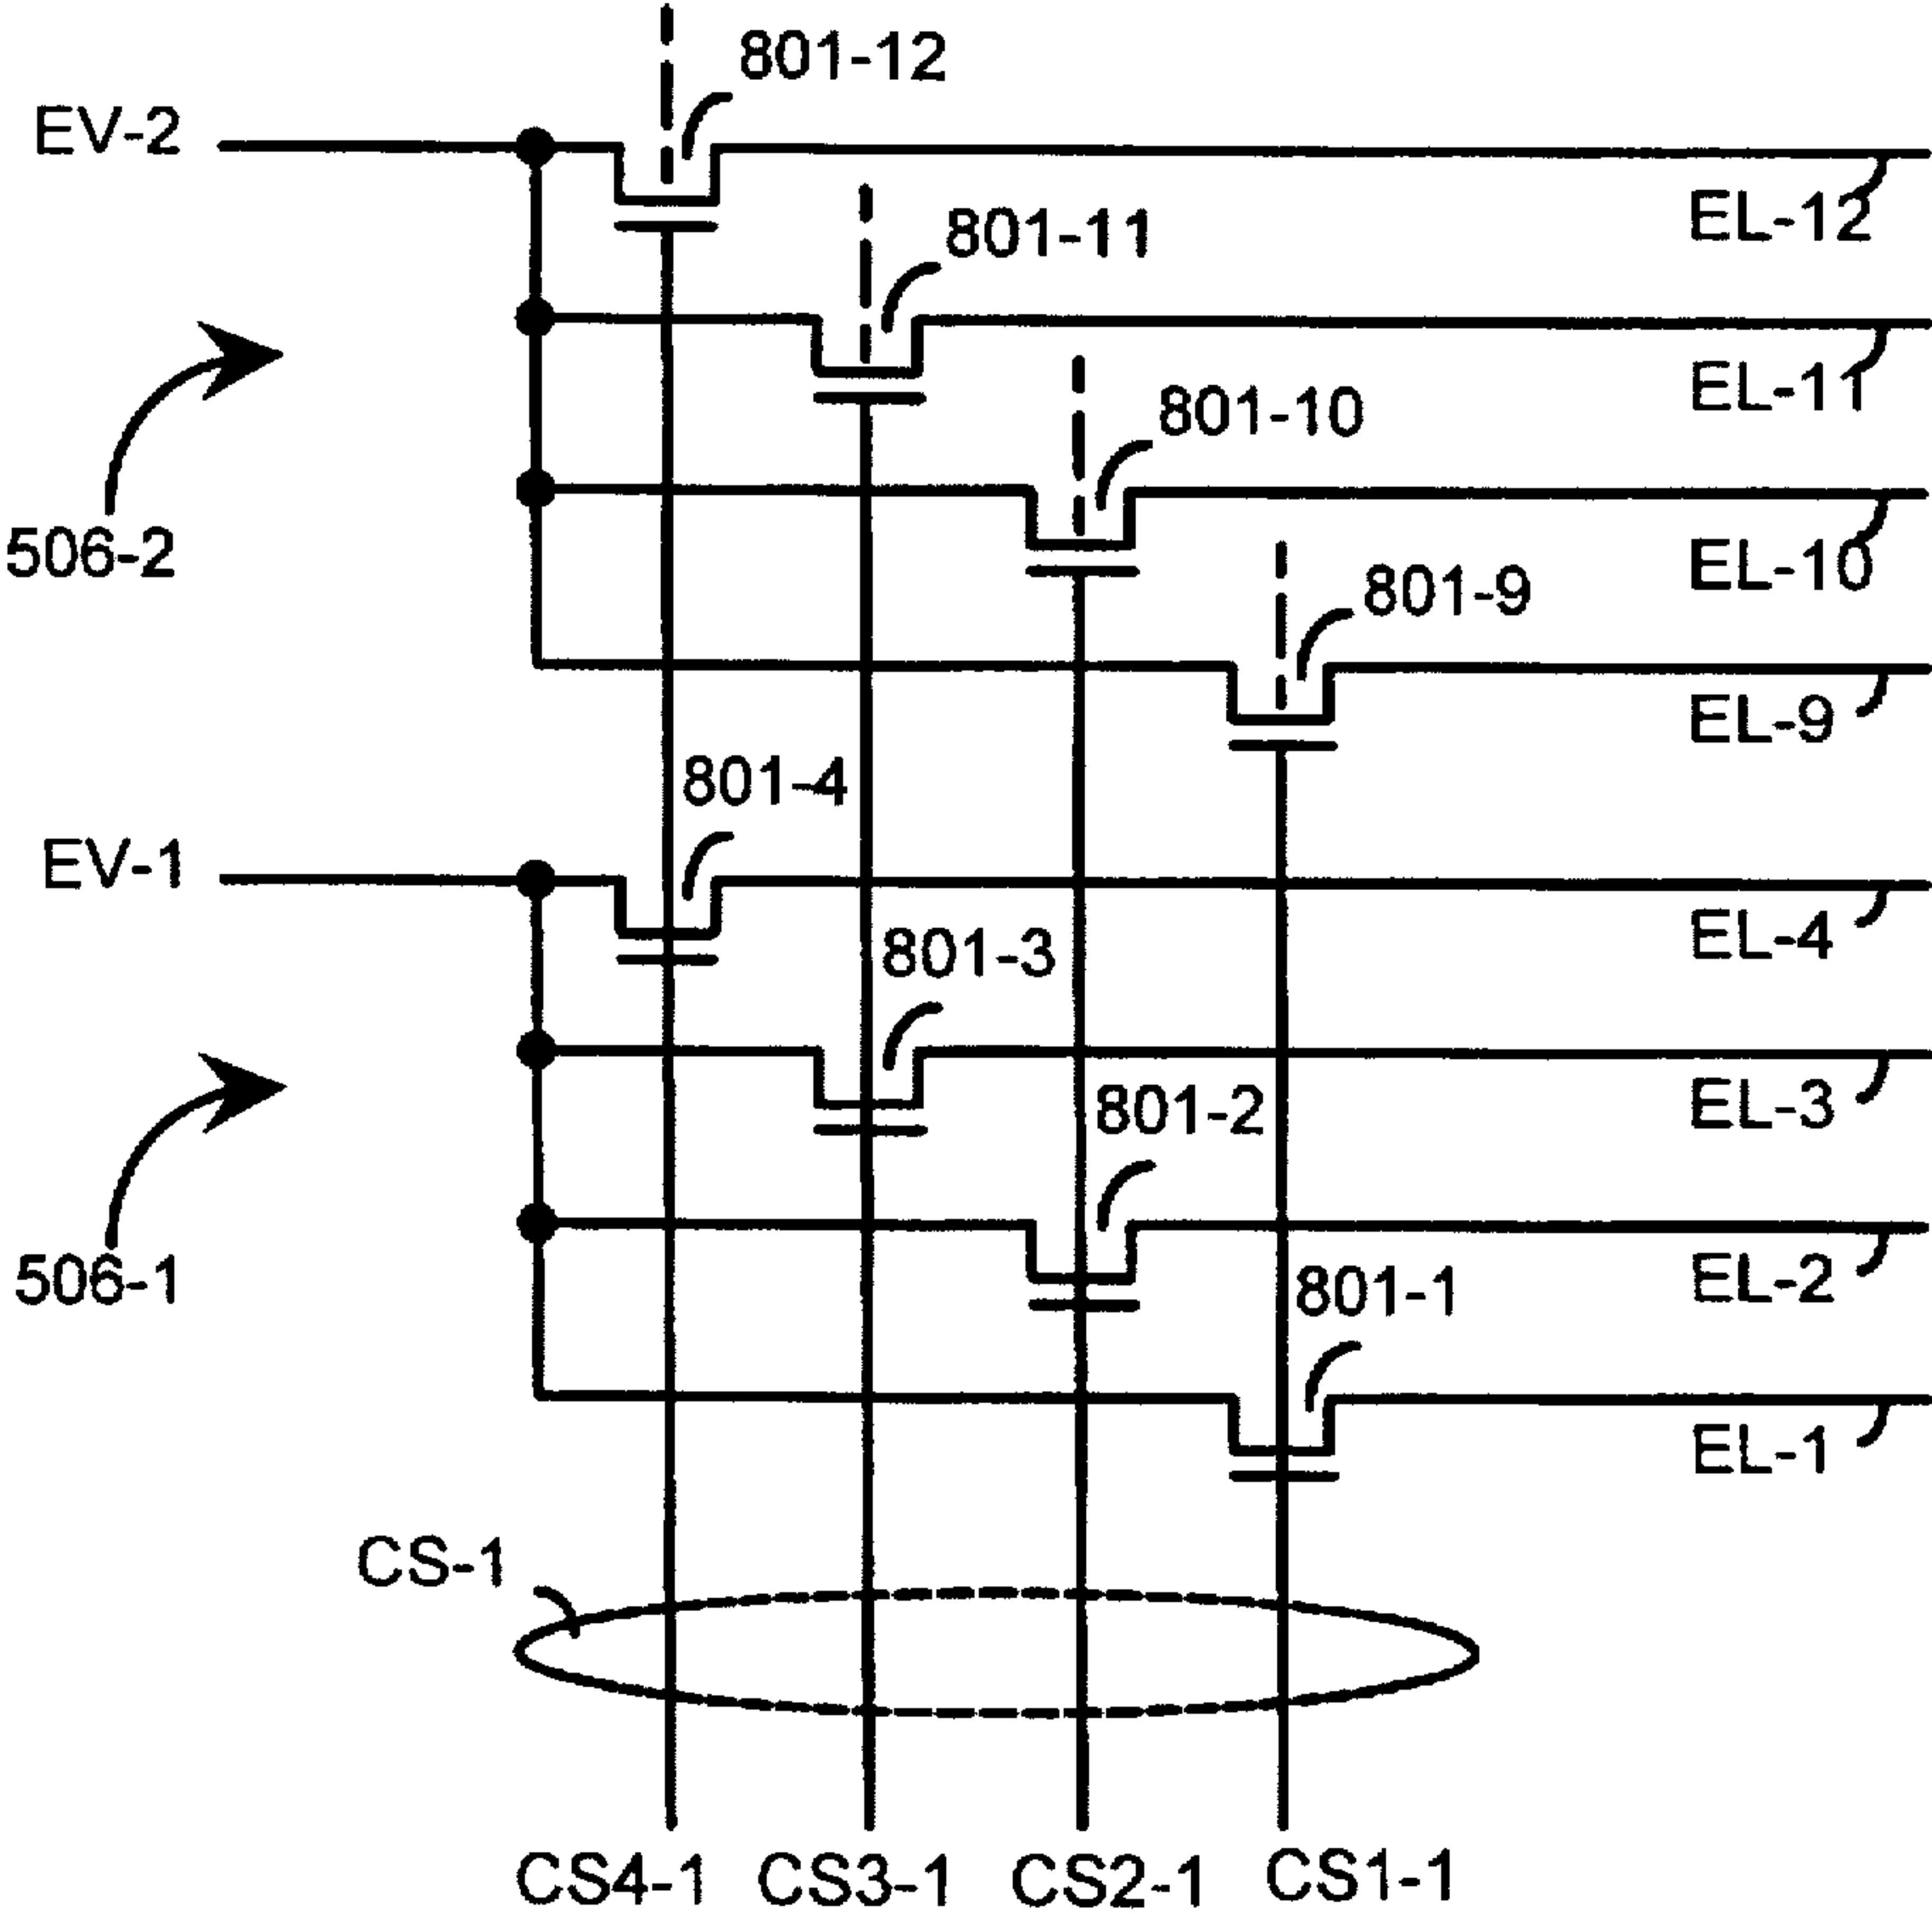 801-12
EV-2
EL-12
801-11
EL-11
801-10
506-2
EL-10
801-9
EL-9
801-4
EV-1
EL-4
801-3
EL-3
801-2
506-1
EL-2
801-1
EL-1
CS-1
CS4-1 CS3-1 CS2-1 CS1-1